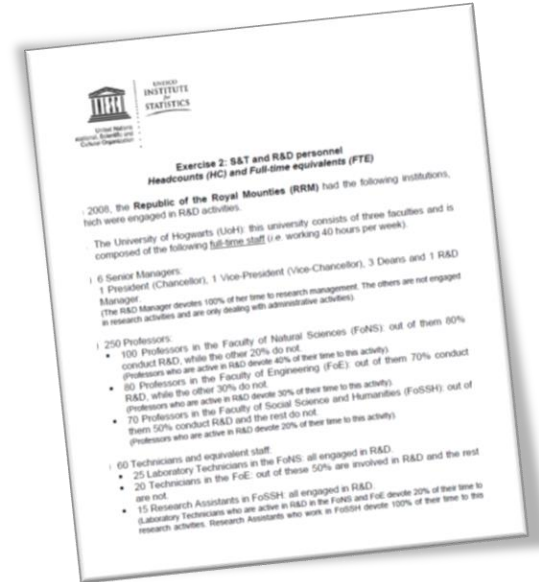 UNESCO
INSTITUTE
for
STATISTICS
United Nations
Educational, Scientific and
Cultural Organization
Exercise 2: S&T and R&D personnel
Headcounts (HC) and Full-time equivalents (FTE)
2008, the Republic of the Royal Mounties (RRM) had the following institutions,
hich were engaged in R&D activities.
The University of Hogwarts (UoH): this university consists of three faculties and is
composed of the following full-time staff (i.e. working 40 hours per week).
6 Senior Managers:
1 President (Chancellor), 1 Vice-President (Vice-Chancellor), 3 Deans and 1 R&D
Manager.
(The R&D Manager devotes 100% of her time to research management. The others are not engaged
in research activities and are only dealing with administrative activities).
250 Professors:
• 100 Professors in the Faculty of Natural Sciences (FoNS): out of them 80%
conduct R&D, while the other 20% do not.
(Professors who are active in R&D devote 40% of their time to this activity).
• 80 Professors in the Faculty of Engineering (FoE): out of them 70% conduct
R&D, while the other 30% do not.
(Professors who are active in R&D devote 30% of their time to this activity).
• 70 Professors in the Faculty of Social Science and Humanities (FoSSH): out of
them 50% conduct R&D and the rest do not.
(Professors who are active in R&D devote 20% of their time to this activity).
60 Technicians and equivalent staff:
• 25 Laboratory Technicians in the FoNS: all engaged in R&D.
• 20 Technicians in the FoE: out of these 50% are involved in R&D and the rest
are not.
• 15 Research Assistants in FoSSH: all engaged in R&D.
(Laboratory Technicians who are active in R&D in the FoNS and FoE devote 20% of their time to
research activities. Research Assistants who work in FoSSH devote 100% of their time to this